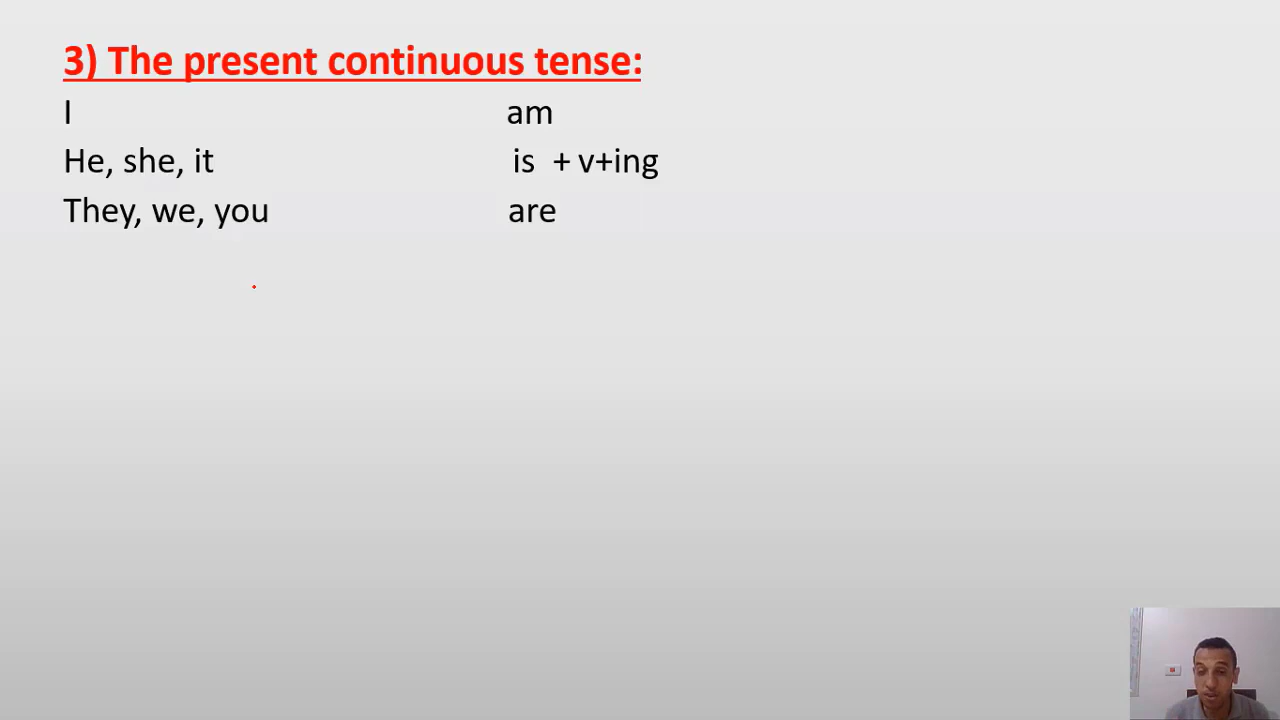 3) The present continuous tense:
I am
He, she, it is + v+ing
They, we, you are